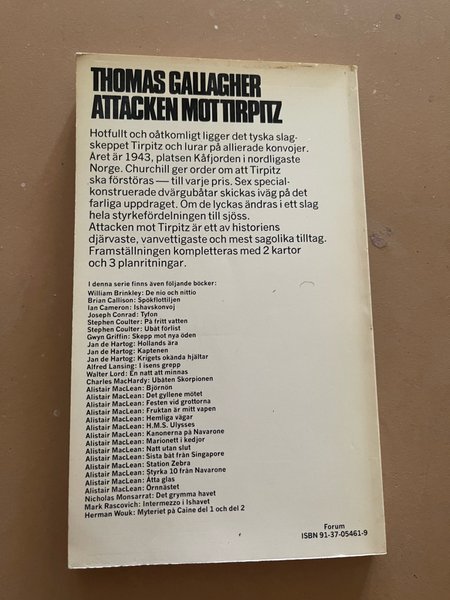 THOMAS GALLAGHER
ATTACKEN MOT TIRPITZ
Hotfullt och oåtkomligt ligger det tyska slag-
skeppet Tirpitz och lurar på allierade konvojer.
Året är 1943, platsen Kåfjorden i nordligaste
Norge. Churchill ger order om att Tirpitz
ska förstöras — till varje pris. Sex special-
konstruerade dvärgubåtar skickas iväg på det
farliga uppdraget. Om de lyckas ändras i ett slag
hela styrkefördelningen till sjöss.
Attacken mot Tirpitz är ett av historiens
djärvaste, vanvettigaste och mest sagolika tilltag.
Framställningen kompletteras med 2 kartor
och 3 planritningar.
I denna serie finns även följande böcker:
William Brinkley: De nio och nittio
Brian Callison: Spökflottiljen
Ian Cameron: Ishavskonvoj
Joseph Conrad: Tyfon
Stephen Coulter: På fritt vatten
Stephen Coulter: Ubåt förlist
Gwyn Griffin: Skepp mot nya öden
Jan de Hartog: Hollands ära
Jan de Hartog: Kaptenen
Jan de Hartog: Krigets okända hjältar
Alfred Lansing: I isens grepp
Walter Lord: En natt att minnas
Charles MacHardy: Ubåten Skorpionen
Alistair MacLean: Björnön
Alistair MacLean: Det gyllene mötet
Alistair MacLean: Festen vid grottorna
Alistair MacLean: Fruktan är mitt vapen
Alistair MacLean: Hemliga vägar
Alistair MacLean: H.M.S. Ulysses
Alistair MacLean: Kanonerna på Navarone
Alistair MacLean: Marionett i kedjor
Alistair MacLean: Natt utan slut
Alistair MacLean: Sista båt från Singapore
Alistair MacLean: Station Zebra
Alistair MacLean: Styrka 10 från Navarone
Alistair MacLean: Åtta glas
Alistair MacLean: Örnnästet
Nicholas Monsarrat: Det grymma havet
Mark Rascovich: Intermezzo i Ishavet
Herman Wouk: Myteriet på Caine del 1 och del 2
Forum
ISBN 91-37-05461-9